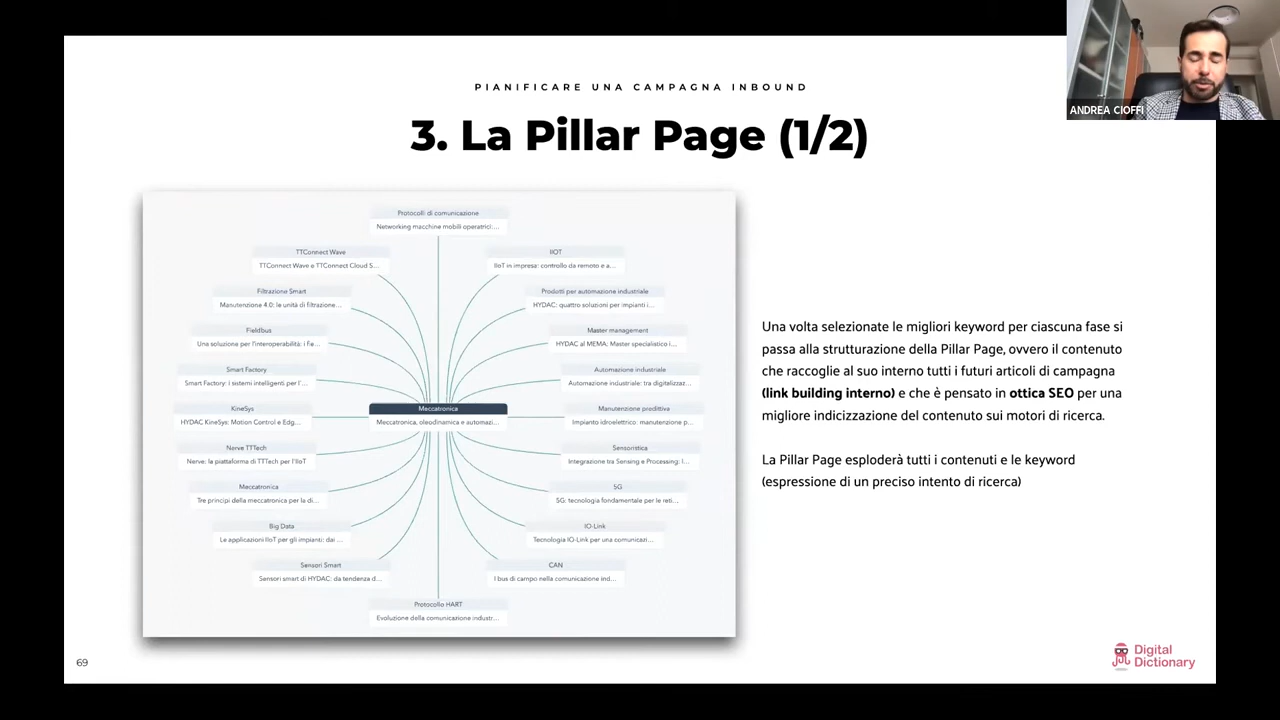 PIANIFICARE UNA CAMPAGNA INBOUND
3. La Pillar Page (1/2)
ANDREA CIOFFI
Protocolli di comunicazione
Networking macchine mobili operatrici:...
TTConnect Wave
TTConnect Wave e TTConnect Cloud S...
IIOT
IIoT in impresa: controllo da remoto e a...
Filtrazione Smart
Manutenzione 4.0: le unità di filtrazione...
Prodotti per automazione industriale
HYDAC: quattro soluzioni per impianti i...
Fieldbus
Una soluzione per l'interoperabilità: i fie...
Master management
HYDAC al MEMA: Master specialistico i...
Smart Factory
Smart Factory: i sistemi intelligenti per l'...
Automazione industriale
Automazione industriale: tra digitalizzaz...
KineSys
HYDAC KineSys: Motion Control e Edg...
Meccatronica
Meccatronica, oleodinamica e automazi...
Manutenzione prodittiva
Impianto idroelettrico: manutenzione p...
Nerve TTTech
Nerve: la piattaforma di TTTech per l'IIoT
Sensoristica
Integrazione tra Sensing e Processing: l...
Meccatronica
Tre principi della meccatronica per la di...
5G
5G: tecnologia fondamentale per le reti...
Big Data
Le applicazioni IIoT per gli impianti: dai ...
IO-Link
Tecnologia IO-Link per una comunicazi...
Sensori Smart
Sensori smart di HYDAC: da tendenza d...
CAN
I bus di campo nella comunicazione ind...
Protocollo HART
Evoluzione della comunicazione industr...
Una volta selezionate le migliori keyword per ciascuna fase si
passa alla strutturazione della Pillar Page, ovvero il contenuto
che raccoglie al suo interno tutti i futuri articoli di campagna
(link building interno) e che è pensato in ottica SEO per una
migliore indicizzazione del contenuto sui motori di ricerca.
La Pillar Page esploderà tutti i contenuti e le keyword
(espressione di un preciso intento di ricerca)
69
Digital
Dictionary